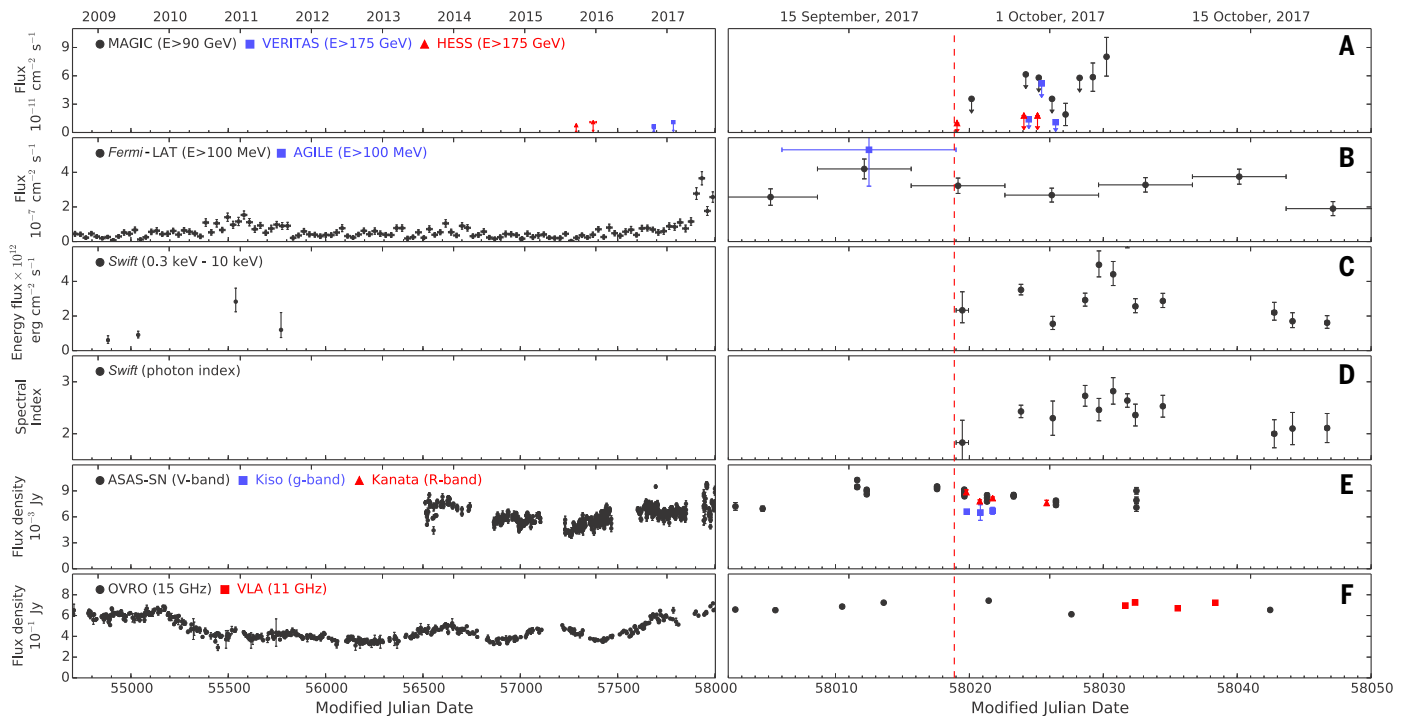 2009 2010 2011 2012 2013 2014 2015 2016 2017
15 September, 2017 1 October, 2017 15 October, 2017
Flux
10⁻¹¹ cm⁻² s⁻¹
9
6
3
0
MAGIC (E>90 GeV) VERITAS (E>175 GeV) HESS (E>175 GeV)
A
Flux
10⁻⁷ cm⁻² s⁻¹
4
2
0
Fermi-LAT (E>100 MeV) AGILE (E>100 MeV)
B
Energy flux × 10¹²
erg cm⁻² s⁻¹
4
2
0
Swift (0.3 keV - 10 keV)
C
Spectral
Index
3
2
Swift (photon index)
D
Flux density
10⁻³ Jy
9
6
3
0
ASAS-SN (V-band) Kiso (g-band) Kanata (R-band)
E
Flux density
10⁻¹ Jy
8
6
4
2
0
OVRO (15 GHz) VLA (11 GHz)
F
55000 55500 56000 56500 57000 57500 58000
58010 58020 58030 58040 58050
Modified Julian Date
Modified Julian Date